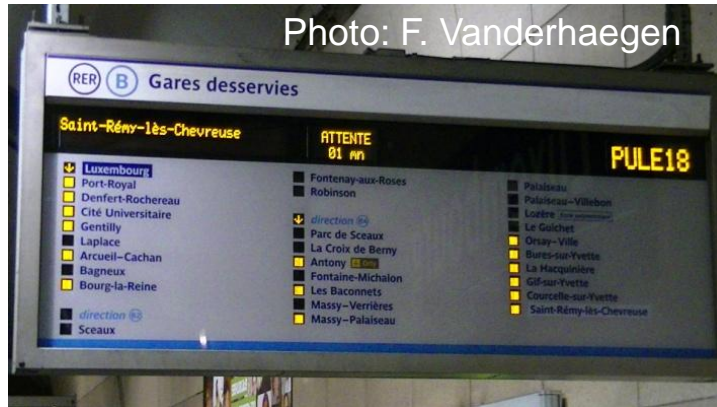 Photo: F. Vanderhaegen
RER B Gares desservies
Saint-Rémy-lès-Chevreuse
ATTENTE
01 mn
PULE18
Luxembourg
Port-Royal
Denfert-Rochereau
Cité Universitaire
Gentilly
Laplace
Arcueil–Cachan
Bagneux
Bourg-la-Reine
direction B2
Sceaux
Fontenay-aux-Roses
Robinson
direction B4
Parc de Sceaux
La Croix de Berny
Antony Orly
Fontaine-Michalon
Les Baconnets
Massy–Verrières
Massy–Palaiseau
Palaiseau
Palaiseau–Villebon
Lozère
Le Guichet
Orsay–Ville
Bures-sur-Yvette
La Hacquinière
Gif-sur-Yvette
Courcelle-sur-Yvette
Saint-Rémy-lès-Chevreuse